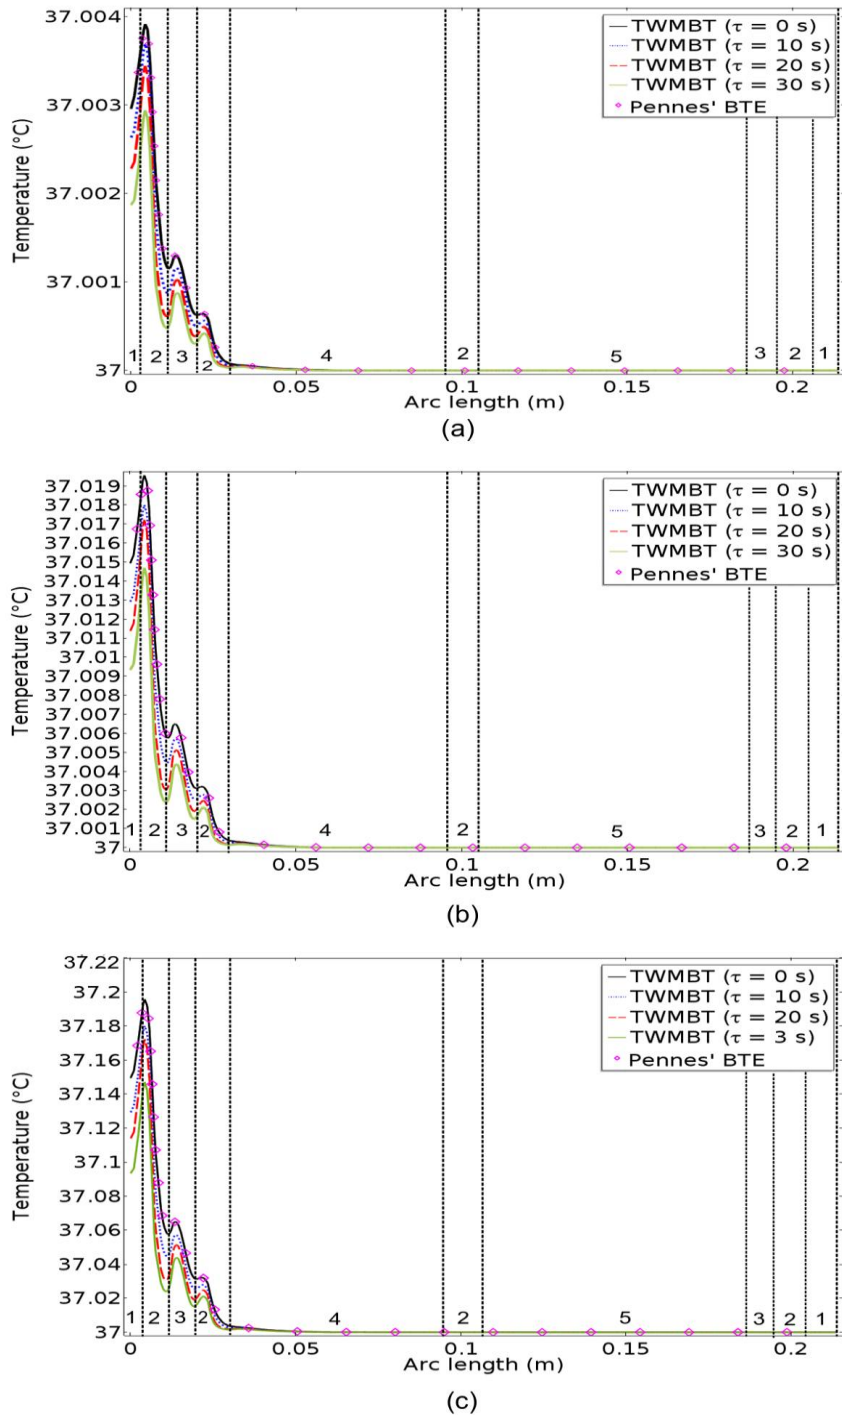 37.004
37.003
37.002
37.001
37
Temperature (°C)
TWMBT (τ = 0 s)
TWMBT (τ = 10 s)
TWMBT (τ = 20 s)
TWMBT (τ = 30 s)
Pennes' BTE
1 2 3 2 4 2 5 3 2 1
0 0.05 0.1 0.15 0.2
Arc length (m)
(a)
37.019
37.018
37.017
37.015
37.014
37.012
37.011
37.01
37.009
37.008
37.007
37.006
37.005
37.004
37.003
37.002
37.001
37
Temperature (°C)
TWMBT (τ = 0 s)
TWMBT (τ = 10 s)
TWMBT (τ = 20 s)
TWMBT (τ = 30 s)
Pennes' BTE
1 2 3 2 4 2 5 3 2 1
0 0.05 0.1 0.15 0.2
Arc length (m)
(b)
37.22
37.2
37.18
37.16
37.14
37.12
37.1
37.08
37.06
37.04
37.02
37
Temperature (°C)
TWMBT (τ = 0 s)
TWMBT (τ = 10 s)
TWMBT (τ = 20 s)
TWMBT (τ = 3 s)
Pennes' BTE
1 2 3 2 4 2 5 3 2 1
0 0.05 0.1 0.15 0.2
Arc length (m)
(c)